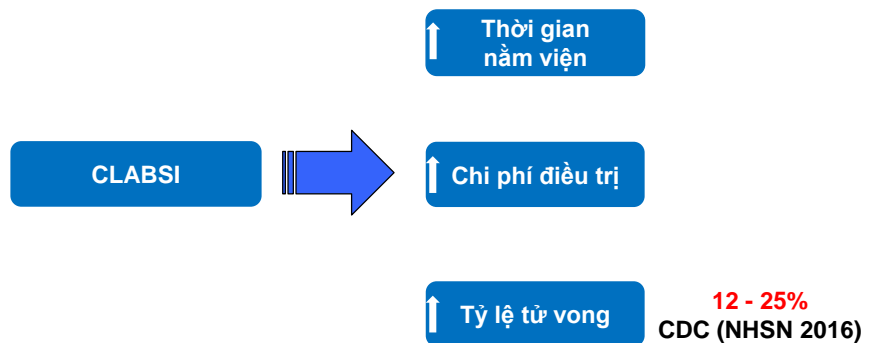 Thời gian
nằm viện
CLABSI
Chi phí điều trị
Tỷ lệ tử vong
12 - 25%
CDC (NHSN 2016)